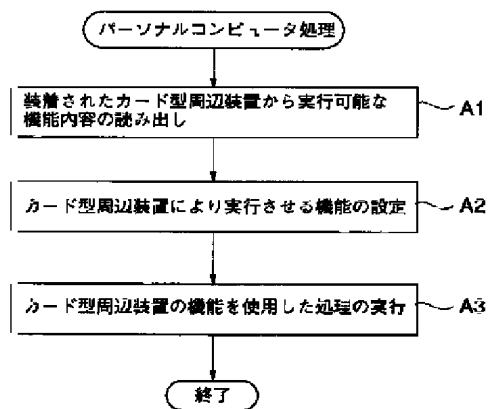 パーソナルコンピュータ処理
装着されたカード型周辺装置から実行可能な
機能内容の読み出し
A1
カード型周辺装置により実行させる機能の設定
A2
カード型周辺装置の機能を使用した処理の実行
A3
終了